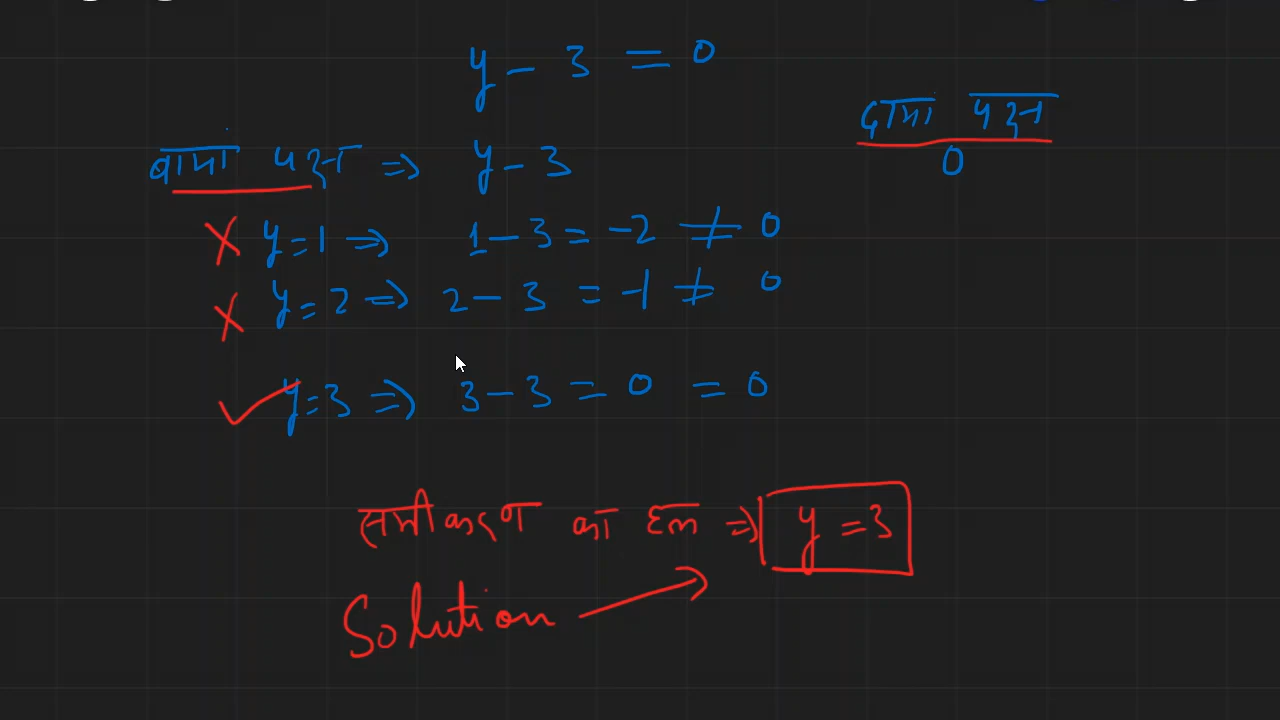 y - 3 = 0
दायां पक्ष
बायां पक्ष ⇒ y - 3
0
✗ y = 1 ⇒ 1 - 3 = -2 ≠ 0
✗ y = 2 ⇒ 2 - 3 = -1 ≠ 0
✓ y = 3 ⇒ 3 - 3 = 0 = 0
समीकरण का हल ⇒ y = 3
Solution →